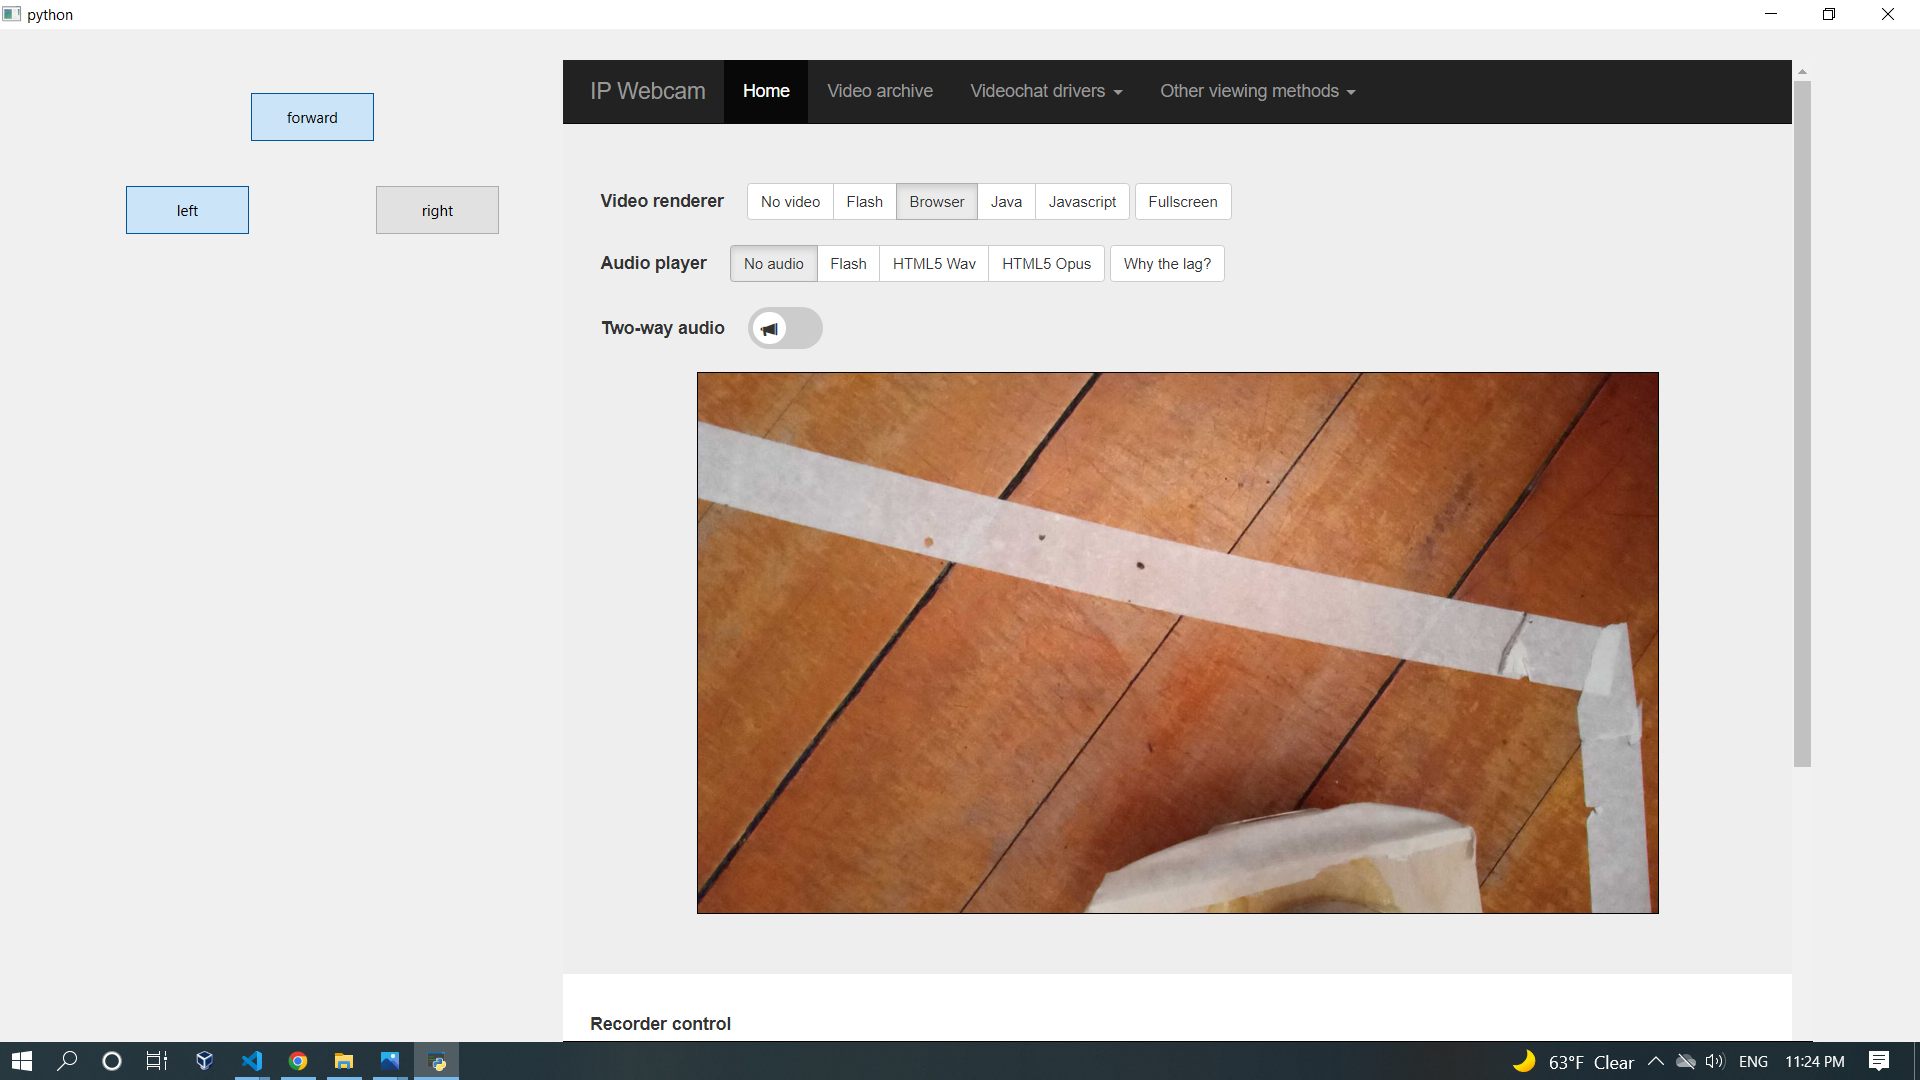 python
forward
left
right
IP Webcam Home Video archive Videochat drivers Other viewing methods
Video renderer No video Flash Browser Java Javascript Fullscreen
Audio player No audio Flash HTML5 Wav HTML5 Opus Why the lag?
Two-way audio
Recorder control
63°F Clear ENG 11:24 PM